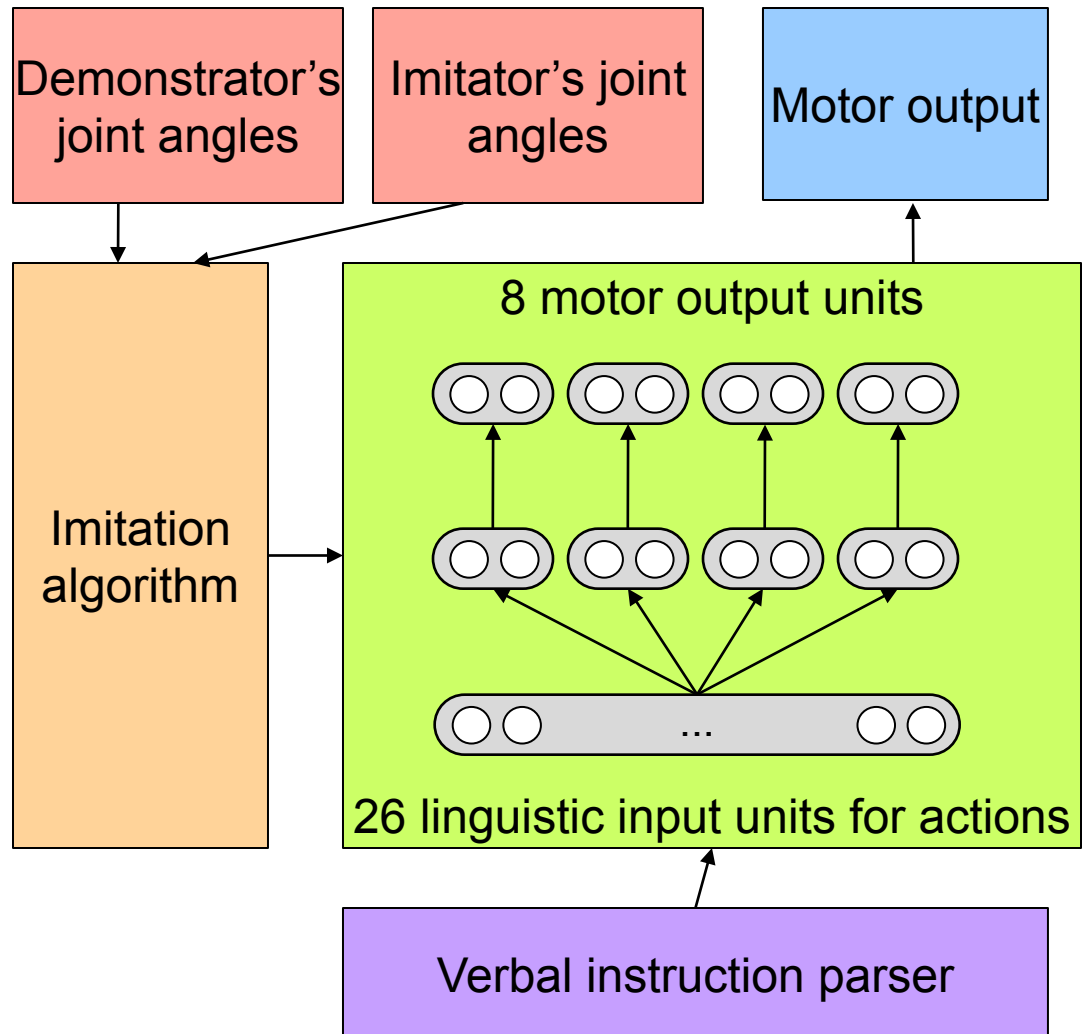 Demonstrator’s
joint angles
Imitator’s joint
angles
Motor output
8 motor output units
Imitation
algorithm
...
26 linguistic input units for actions
Verbal instruction parser